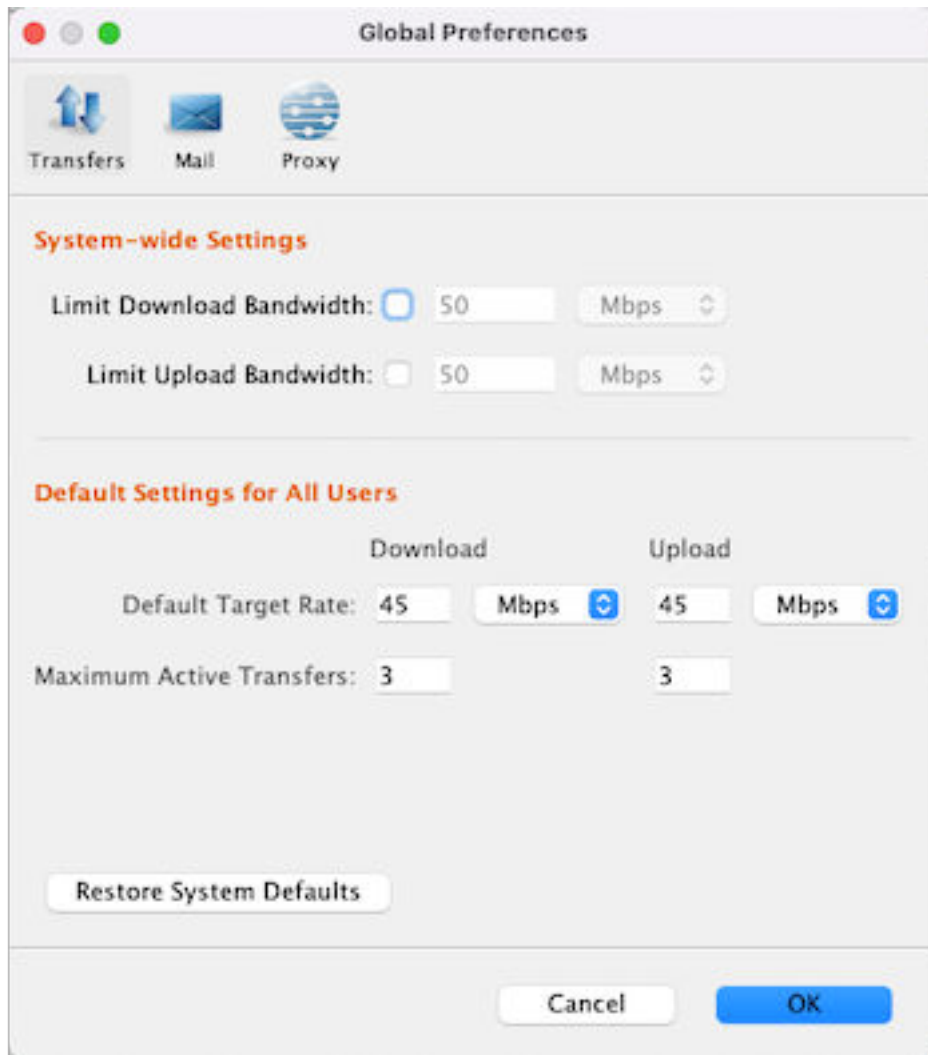 Global Preferences
Transfers Mail Proxy
System-wide Settings
Limit Download Bandwidth: 50 Mbps
Limit Upload Bandwidth: 50 Mbps
Default Settings for All Users
Download Upload
Default Target Rate: 45 Mbps 45 Mbps
Maximum Active Transfers: 3 3
Restore System Defaults
Cancel OK